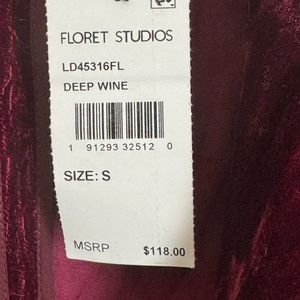 FLORET STUDIOS
LD45316FL
DEEP WINE
1 91293 32512 0
SIZE: S
MSRP $118.00